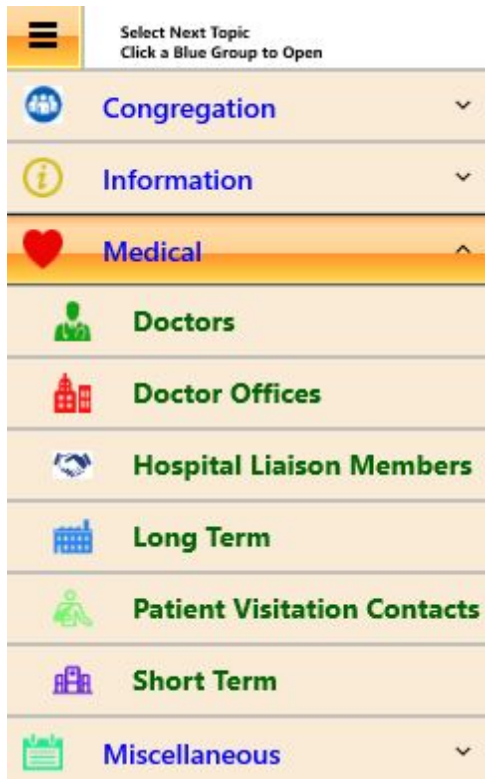 Select Next Topic
Click a Blue Group to Open
Congregation
Information
Medical
Doctors
Doctor Offices
Hospital Liaison Members
Long Term
Patient Visitation Contacts
Short Term
Miscellaneous